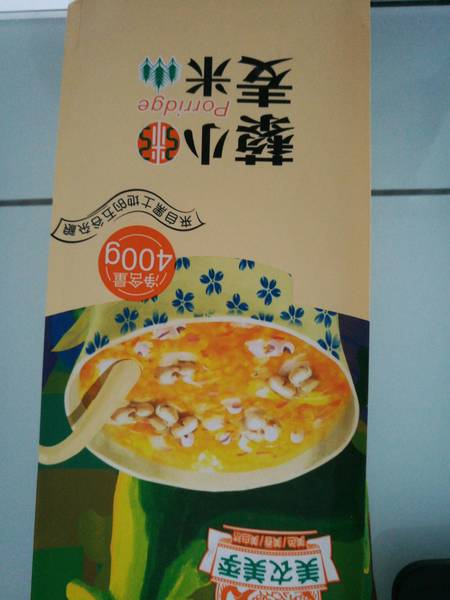 美农美季
净含量
400g
来自黑土地的五谷杂粮
藜麦
小米
粥
Porridge